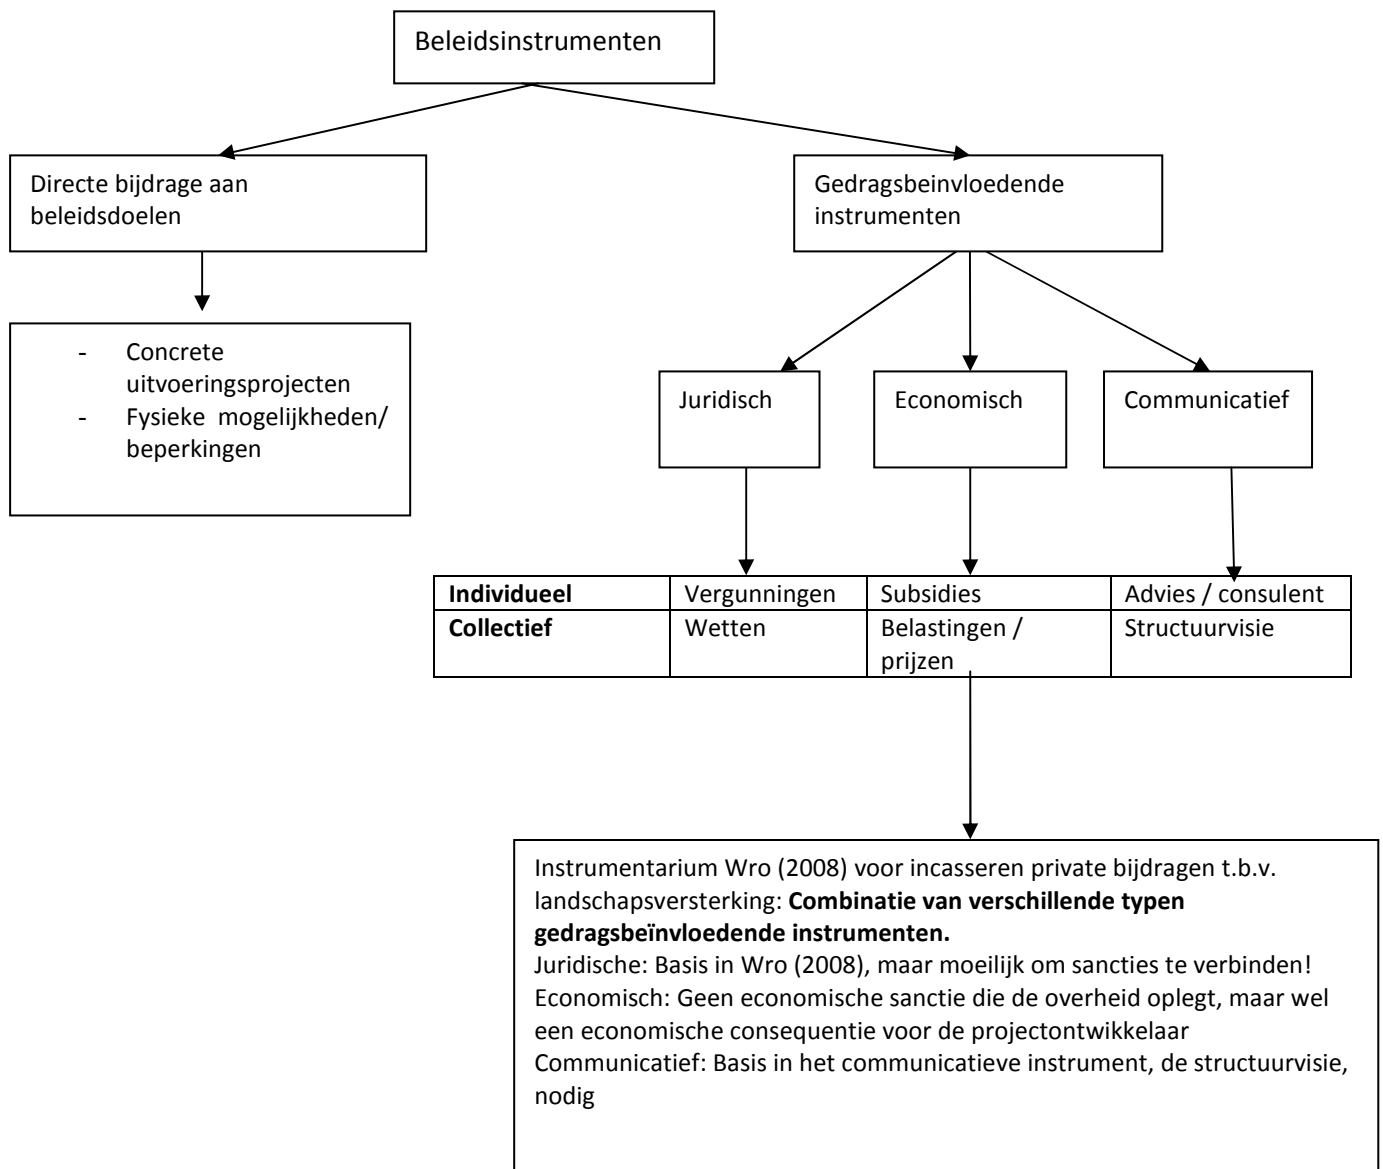 Beleidsinstrumenten
Directe bijdrage aan
beleidsdoelen
Gedragsbeinvloedende
instrumenten
- Concrete
uitvoeringsprojecten
- Fysieke mogelijkheden/
beperkingen
Juridisch
Economisch
Communicatief
Individueel Vergunningen Subsidies Advies / consulent
Collectief Wetten Belastingen / Structuurvisie
prijzen
Instrumentarium Wro (2008) voor incasseren private bijdragen t.b.v.
landschapsversterking: Combinatie van verschillende typen
gedragsbeïnvloedende instrumenten.
Juridische: Basis in Wro (2008), maar moeilijk om sancties te verbinden!
Economisch: Geen economische sanctie die de overheid oplegt, maar wel
een economische consequentie voor de projectontwikkelaar
Communicatief: Basis in het communicatieve instrument, de structuurvisie,
nodig